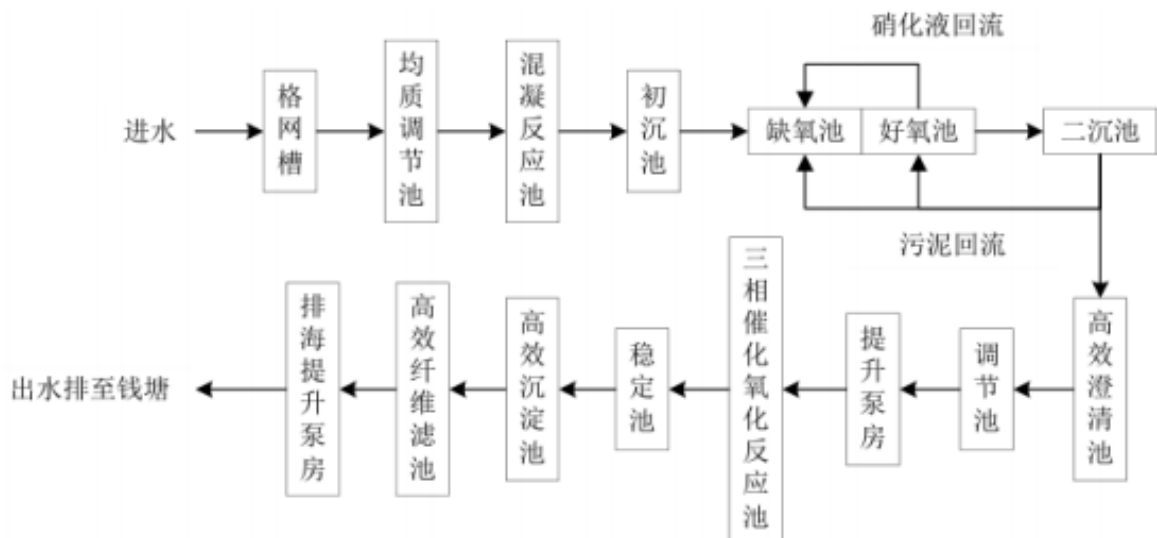 硝化液回流
进水
格网槽
均质调节池
混凝反应池
初沉池
缺氧池
好氧池
二沉池
污泥回流
高效澄清池
调节池
提升泵房
三相催化氧化反应池
稳定池
高效沉淀池
高效纤维滤池
排海提升泵房
出水排至钱塘